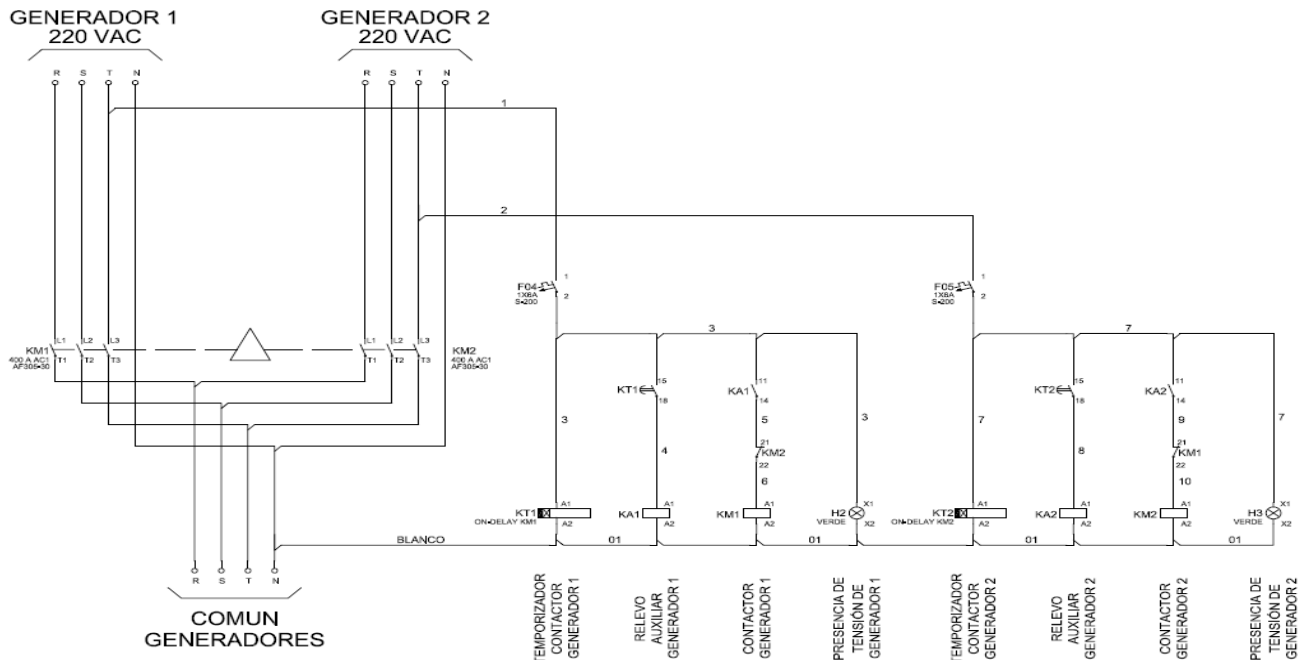 GENERADOR 1
220 VAC
GENERADOR 2
220 VAC
R S T N
R S T N
1
2
F04
1X6A
S-200
1
2
F05
1X6A
S-200
1
2
KM1
400 A AC1
AF305-30
L1 L2 L3
T1 T2 T3
L1 L2 L3
T1 T2 T3
KM2
400 A AC1
AF305-30
3
7
KT1
15
18
KA1
11
14
KT2
15
18
KA2
11
14
3
4
5
3
7
8
9
7
21
KM2
22
6
21
KM1
22
10
KT1
ON-DELAY KM1
A1
A2
KA1
A1
A2
KM1
A1
A2
H2
VERDE
X1
X2
KT2
ON-DELAY KM2
A1
A2
KA2
A1
A2
KM2
A1
A2
H3
VERDE
X1
X2
BLANCO
01
01
01
01
R S T N
COMUN
GENERADORES
TEMPORIZADOR
CONTACTOR
GENERADOR 1
RELEVO
AUXILIAR
GENERADOR 1
CONTACTOR
GENERADOR 1
PRESENCIA DE
TENSIÓN DE
GENERADOR 1
TEMPORIZADOR
CONTACTOR
GENERADOR 2
RELEVO
AUXILIAR
GENERADOR 2
CONTACTOR
GENERADOR 2
PRESENCIA DE
TENSIÓN DE
GENERADOR 2